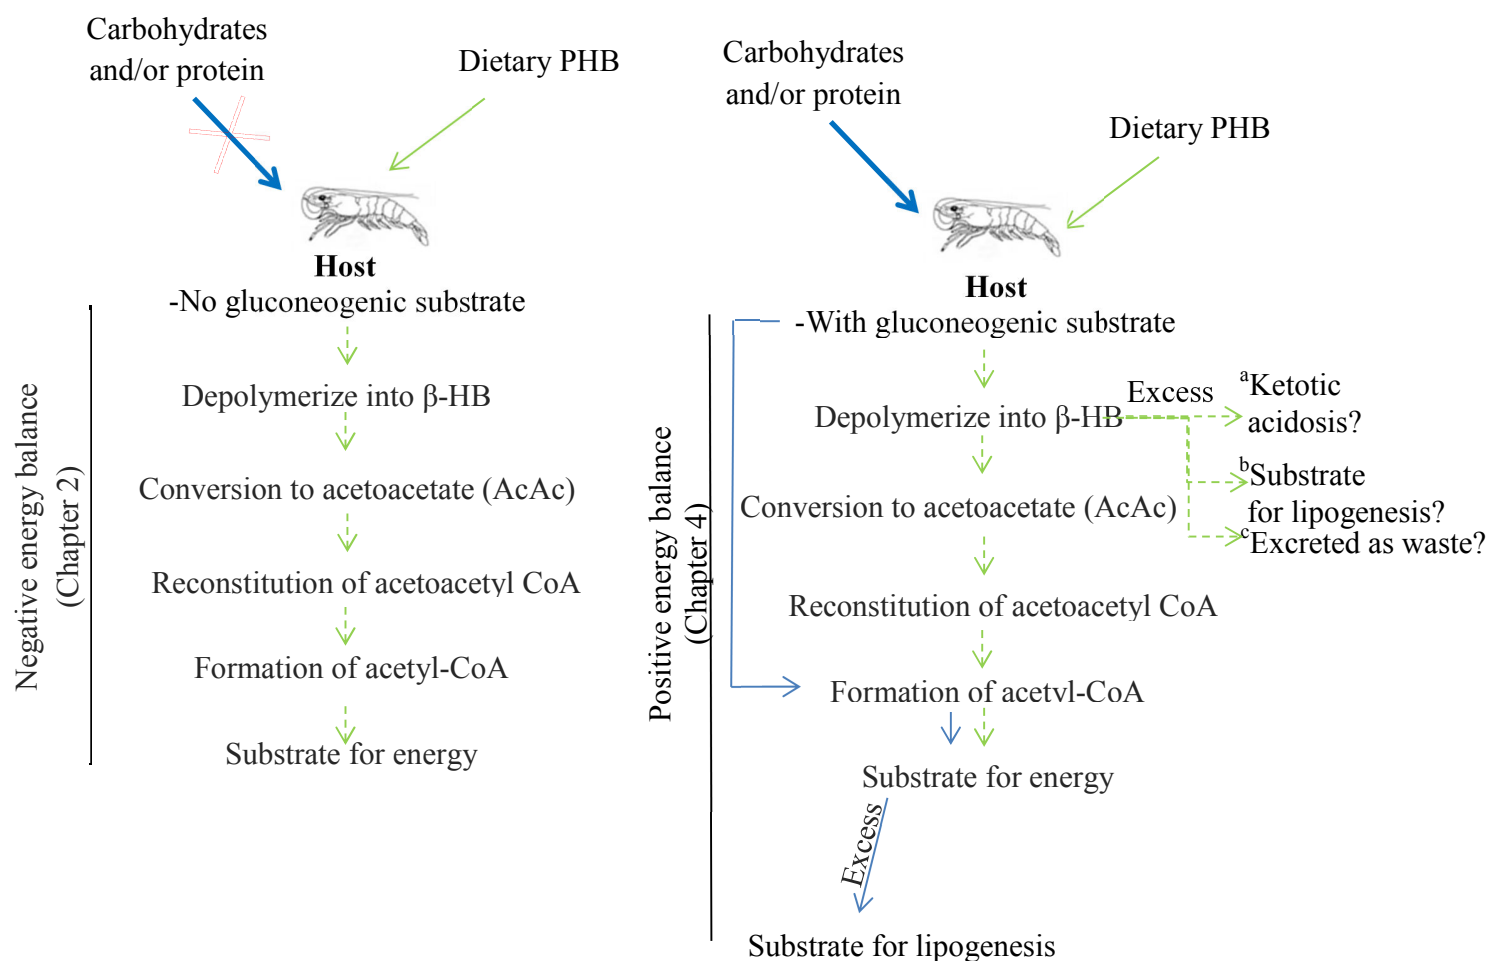 Carbohydrates
and/or protein
Dietary PHB
Host
-No gluconeogenic substrate
Depolymerize into β-HB
Conversion to acetoacetate (AcAc)
Reconstitution of acetoacetyl CoA
Formation of acetyl-CoA
Substrate for energy
Negative energy balance
(Chapter 2)
Carbohydrates
and/or protein
Dietary PHB
Host
-With gluconeogenic substrate
Depolymerize into β-HB
Excess
aKetotic
acidosis?
bSubstrate
for lipogenesis?
cExcreted as waste?
Conversion to acetoacetate (AcAc)
Reconstitution of acetoacetyl CoA
Formation of acetyl-CoA
Substrate for energy
Excess
Substrate for lipogenesis
Positive energy balance
(Chapter 4)